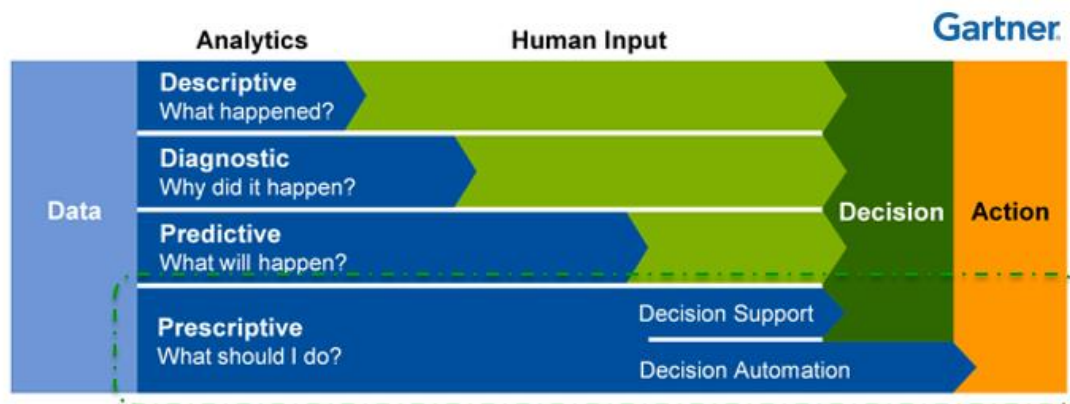 Gartner
Analytics
Human Input
Data
Descriptive
What happened?
Diagnostic
Why did it happen?
Predictive
What will happen?
Prescriptive
What should I do?
Decision Support
Decision Automation
Decision
Action